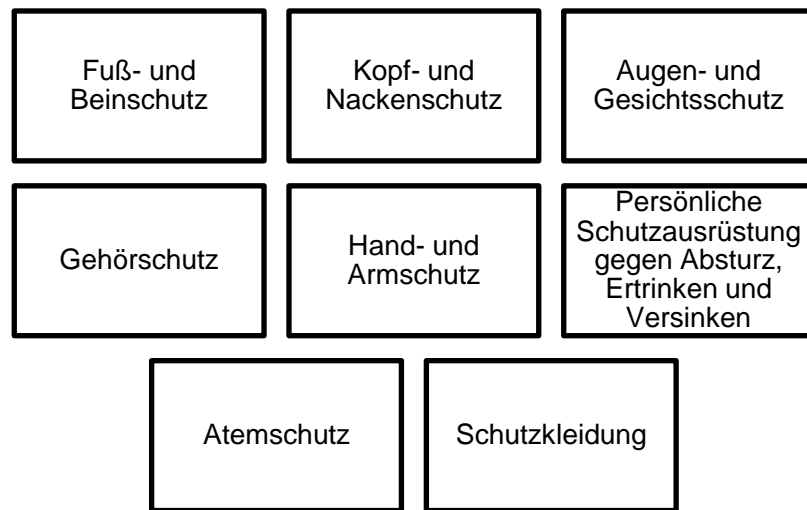 Fuß- und
Beinschutz
Kopf- und
Nackenschutz
Augen- und
Gesichtsschutz
Gehörschutz
Hand- und
Armschutz
Persönliche
Schutzausrüstung
gegen Absturz,
Ertrinken und
Versinken
Atemschutz
Schutzkleidung